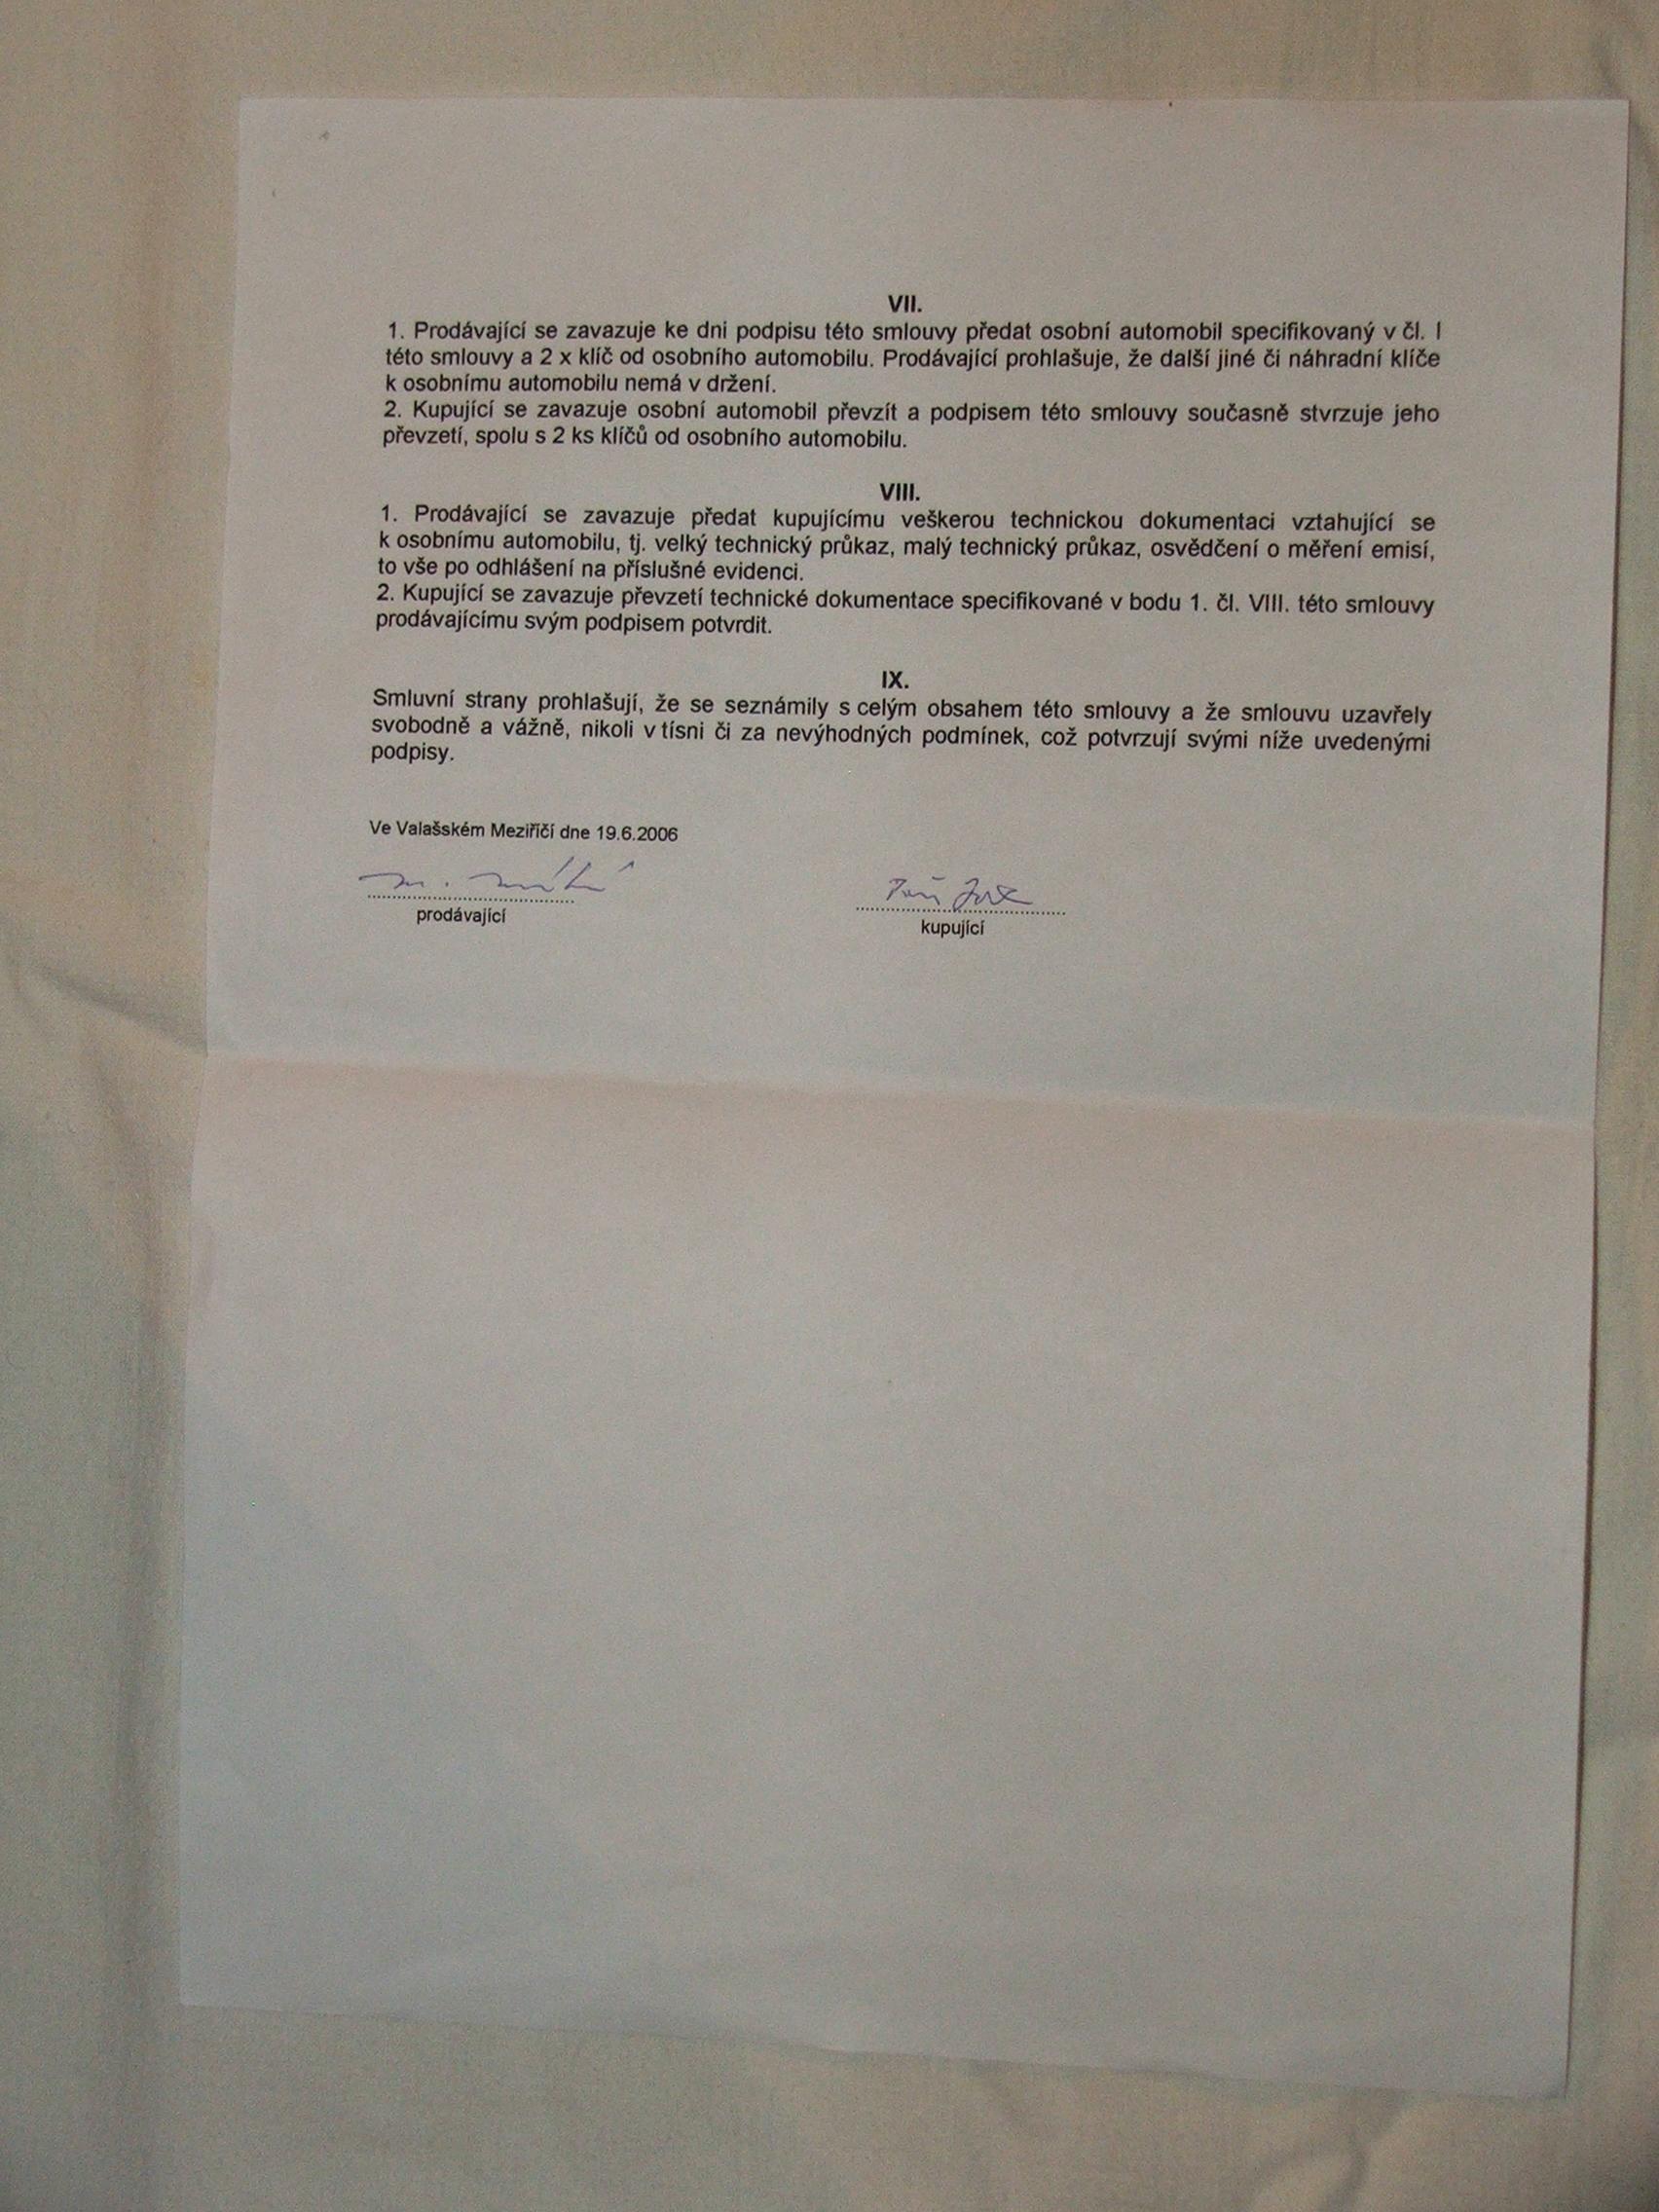 VII.
1. Prodávající se zavazuje ke dni podpisu této smlouvy předat osobní automobil specifikovaný v čl. I
této smlouvy a 2 x klíč od osobního automobilu. Prodávající prohlašuje, že další jiné či náhradní klíče
k osobnímu automobilu nemá v držení.
2. Kupující se zavazuje osobní automobil převzít a podpisem této smlouvy současně stvrzuje jeho
převzetí, spolu s 2 ks klíčů od osobního automobilu.
VIII.
1. Prodávající se zavazuje předat kupujícímu veškerou technickou dokumentaci vztahující se
k osobnímu automobilu, tj. velký technický průkaz, malý technický průkaz, osvědčení o měření emisí,
to vše po odhlášení na příslušné evidenci.
2. Kupující se zavazuje převzetí technické dokumentace specifikované v bodu 1. čl. VIII. této smlouvy
prodávajícímu svým podpisem potvrdit.
IX.
Smluvní strany prohlašují, že se seznámily s celým obsahem této smlouvy a že smlouvu uzavřely
svobodně a vážně, nikoli v tísni či za nevýhodných podmínek, což potvrzují svými níže uvedenými
podpisy.
Ve Valašském Meziříčí dne 19.6.2006
prodávající
kupující